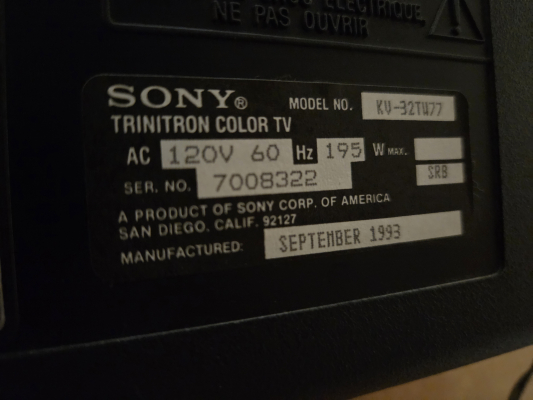 ÉLECTRIQUE
NE PAS OUVRIR
SONY® MODEL NO. KV-32TW77
TRINITRON COLOR TV
AC 120V 60 Hz 195 W MAX.
SER. NO. 7008322 SRB
A PRODUCT OF SONY CORP. OF AMERICA
SAN DIEGO. CALIF. 92127
MANUFACTURED: SEPTEMBER 1993